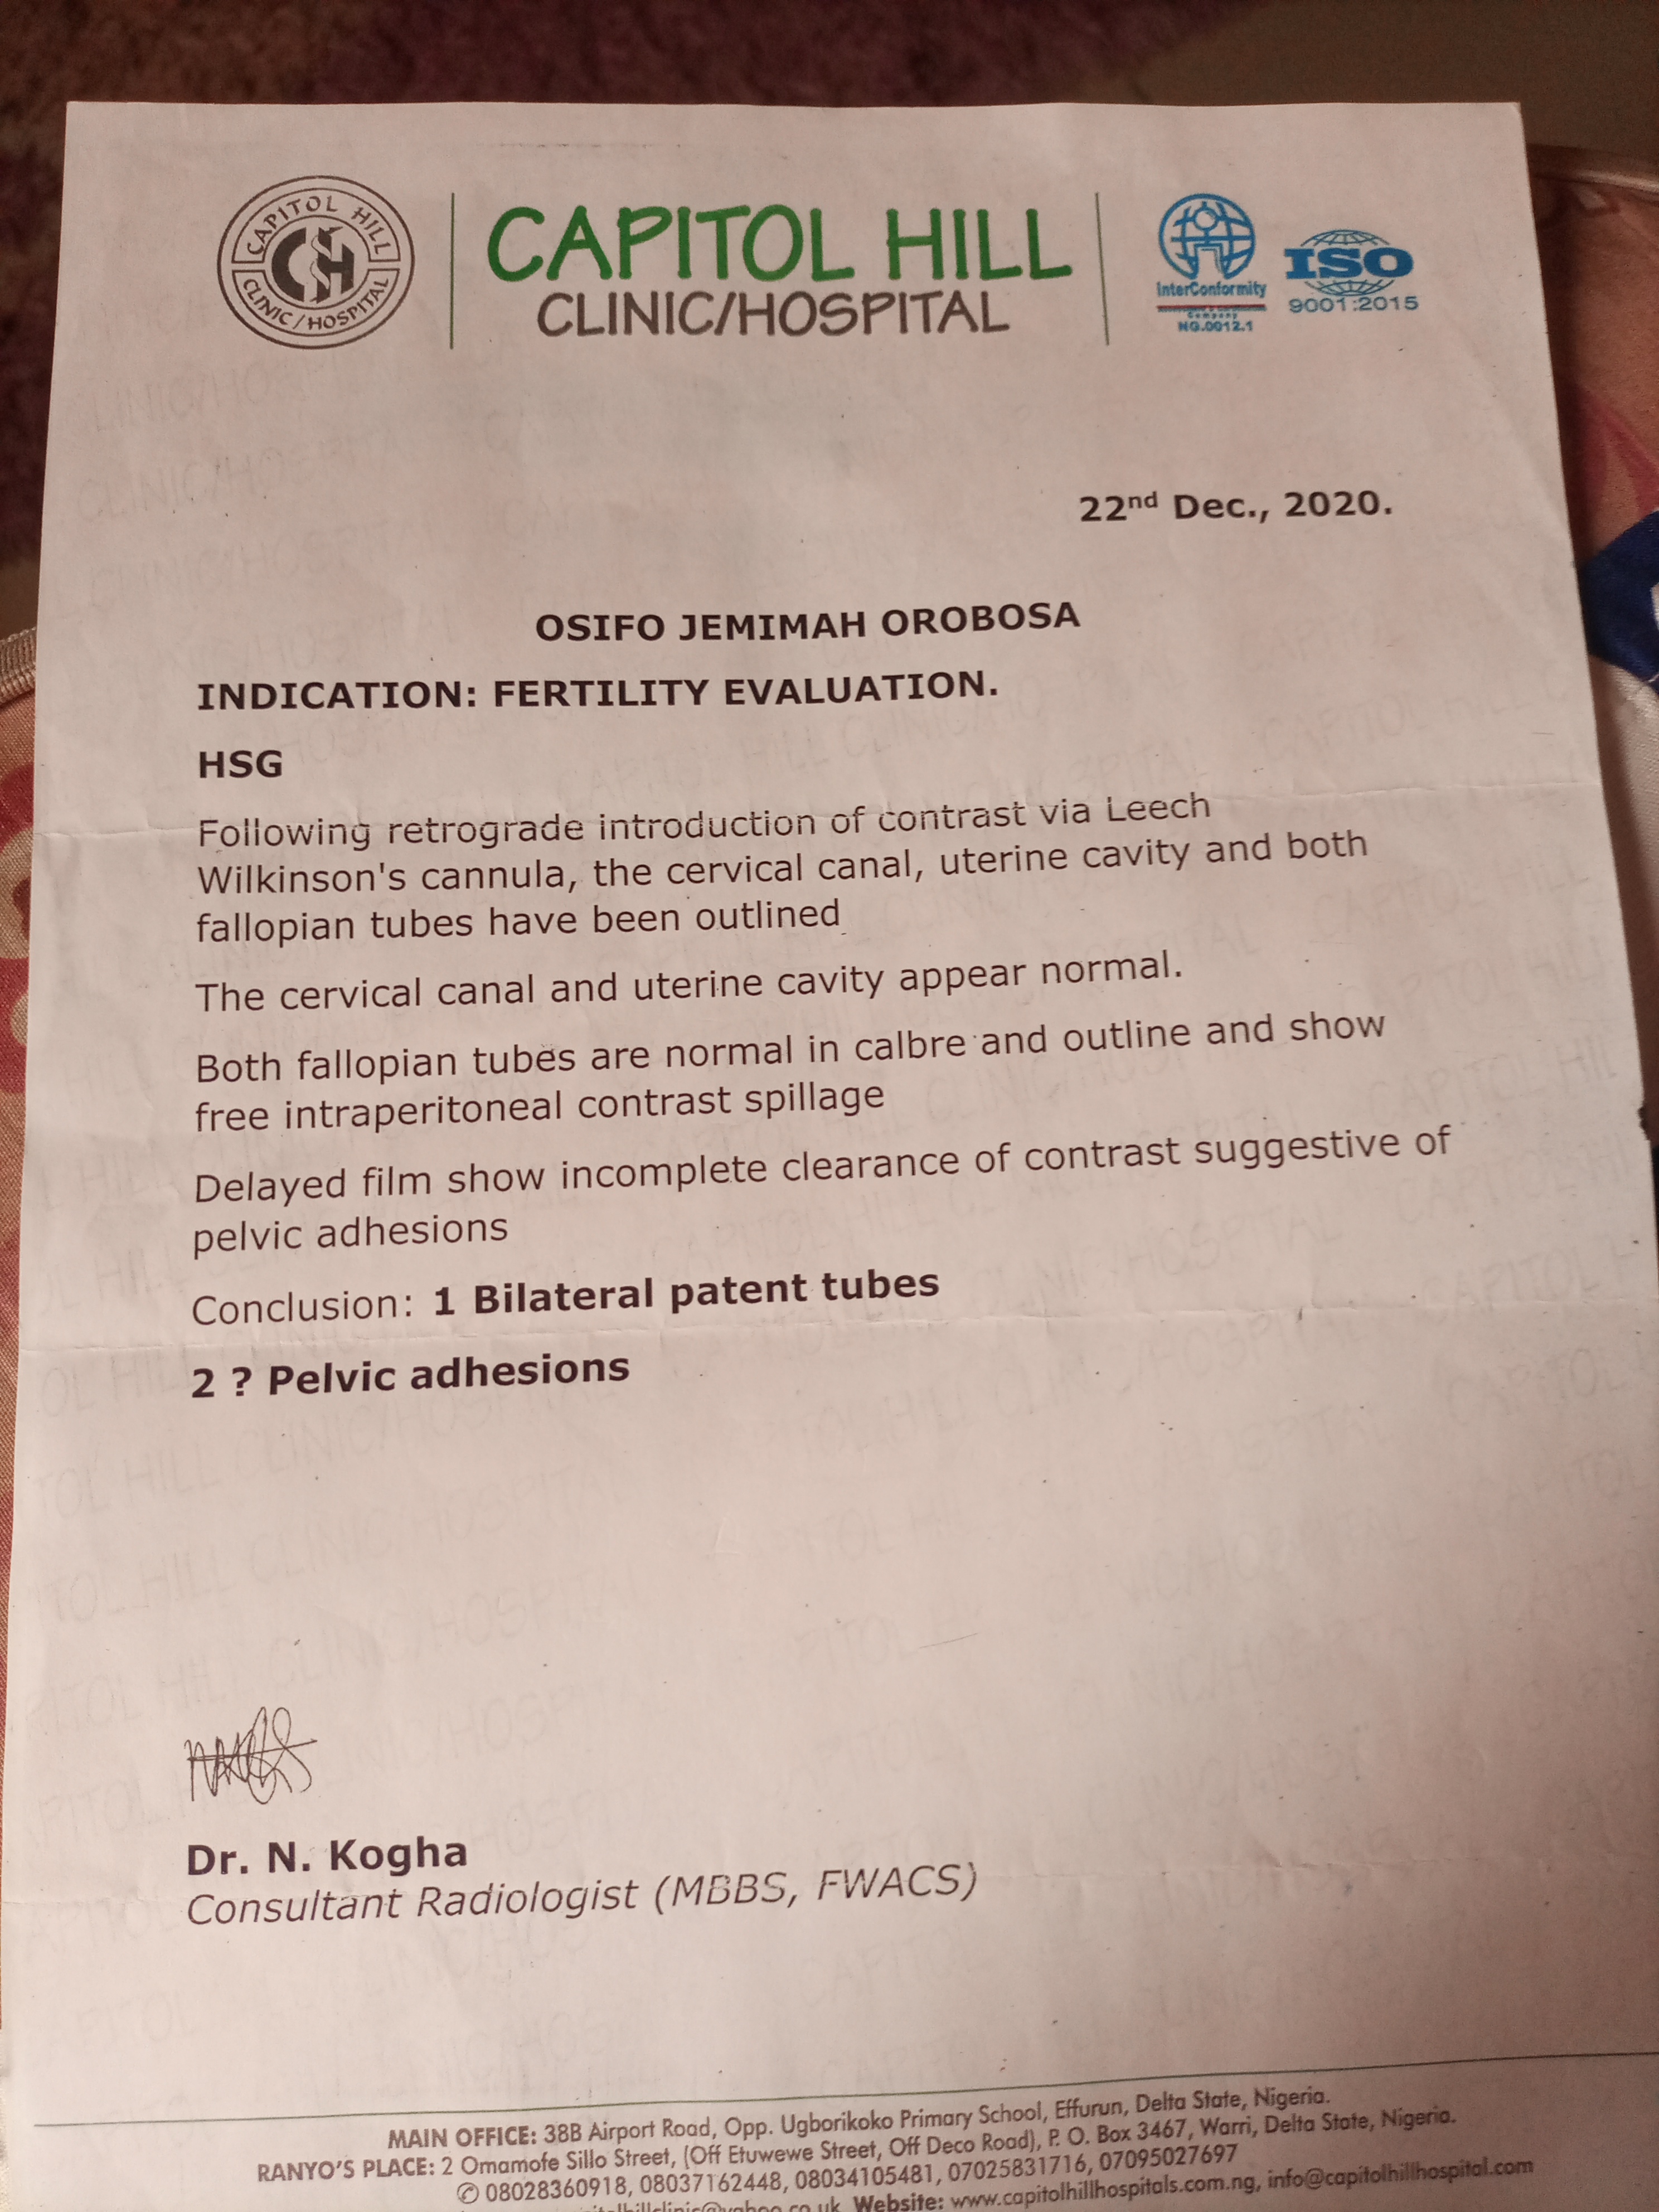 CAPITOL HILL
CLINIC/HOSPITAL
CH
CAPITOL HILL
CLINIC/HOSPITAL
InterConformity
Company
NG.0012.1
ISO
9001:2015
22nd Dec., 2020.
OSIFO JEMIMAH OROBOSA
INDICATION: FERTILITY EVALUATION.
HSG
Following retrograde introduction of contrast via Leech
Wilkinson's cannula, the cervical canal, uterine cavity and both
fallopian tubes have been outlined
The cervical canal and uterine cavity appear normal.
Both fallopian tubes are normal in calbre and outline and show
free intraperitoneal contrast spillage
Delayed film show incomplete clearance of contrast suggestive of
pelvic adhesions
Conclusion: 1 Bilateral patent tubes
2 ? Pelvic adhesions
Dr. N. Kogha
Consultant Radiologist (MBBS, FWACS)
MAIN OFFICE: 38B Airport Road, Opp. Ugborikoko Primary School, Effurun, Delta State, Nigeria.
RANYO'S PLACE: 2 Omamofe Sillo Street, (Off Etuwewe Street, Off Deco Road), P. O. Box 3467, Warri, Delta State, Nigeria.
08028360918, 08037162448, 08034105481, 07025831716, 07095027697
Website: www.capitolhillhospitals.com.ng, info@capitolhillhospital.com